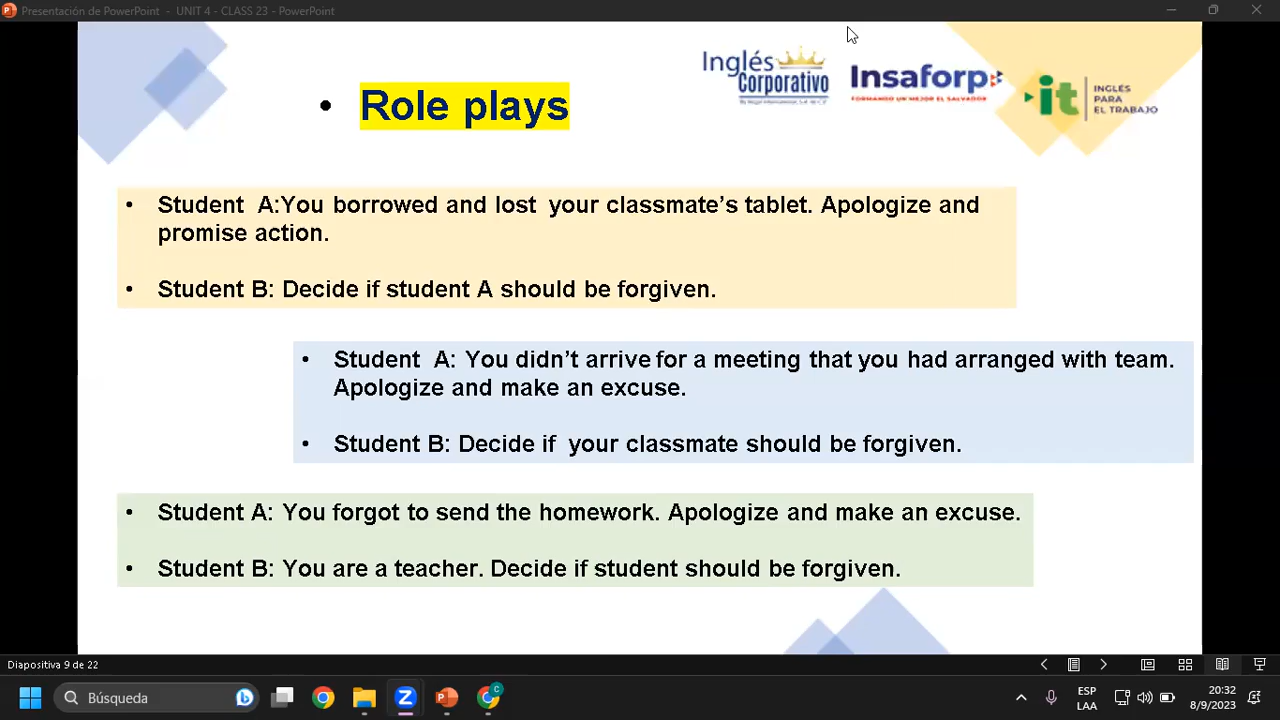 Presentación de PowerPoint - UNIT 4 - CLASS 23 - PowerPoint
Inglés
Corporativo
Insaforp
FORMANDO UN MEJOR EL SALVADOR
it
INGLÉS
PARA
EL TRABAJO
• Role plays
• Student A:You borrowed and lost your classmate's tablet. Apologize and
promise action.
• Student B: Decide if student A should be forgiven.
• Student A: You didn't arrive for a meeting that you had arranged with team.
Apologize and make an excuse.
• Student B: Decide if your classmate should be forgiven.
• Student A: You forgot to send the homework. Apologize and make an excuse.
• Student B: You are a teacher. Decide if student should be forgiven.
Diapositiva 9 de 22
Búsqueda
ESP
LAA
20:32
8/9/2023